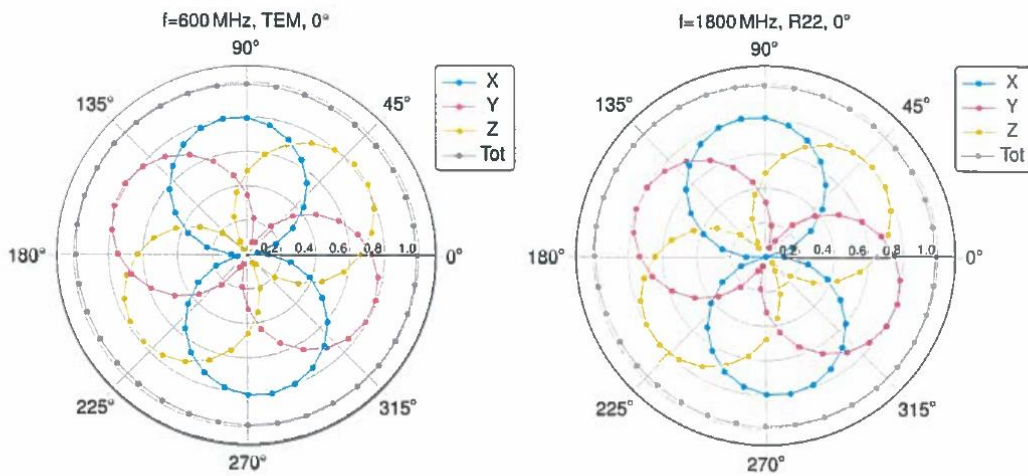 f=600 MHz, TEM, 0°
90°
135°
45°
X
Y
Z
Tot
180°
0.2 0.4 0.6 0.8 1.0
0°
225°
315°
270°
f=1800 MHz, R22, 0°
90°
135°
45°
X
Y
Z
Tot
180°
0.2 0.4 0.6 0.8 1.0
0°
225°
315°
270°